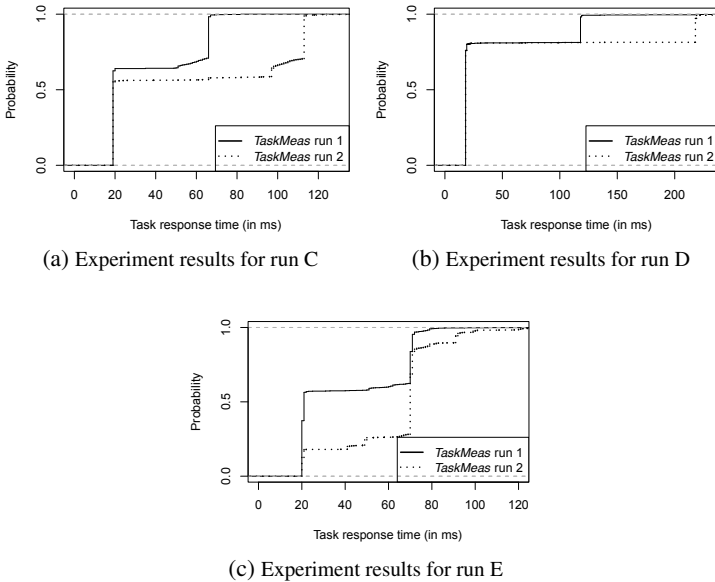 1.0
0.5
0.0
Probability
TaskMeas run 1
TaskMeas run 2
0 20 40 60 80 100 120
Task response time (in ms)
(a) Experiment results for run C
1.0
0.5
0.0
Probability
TaskMeas run 1
TaskMeas run 2
0 50 100 150 200
Task response time (in ms)
(b) Experiment results for run D
1.0
0.5
0.0
Probability
TaskMeas run 1
TaskMeas run 2
0 20 40 60 80 100 120
Task response time (in ms)
(c) Experiment results for run E